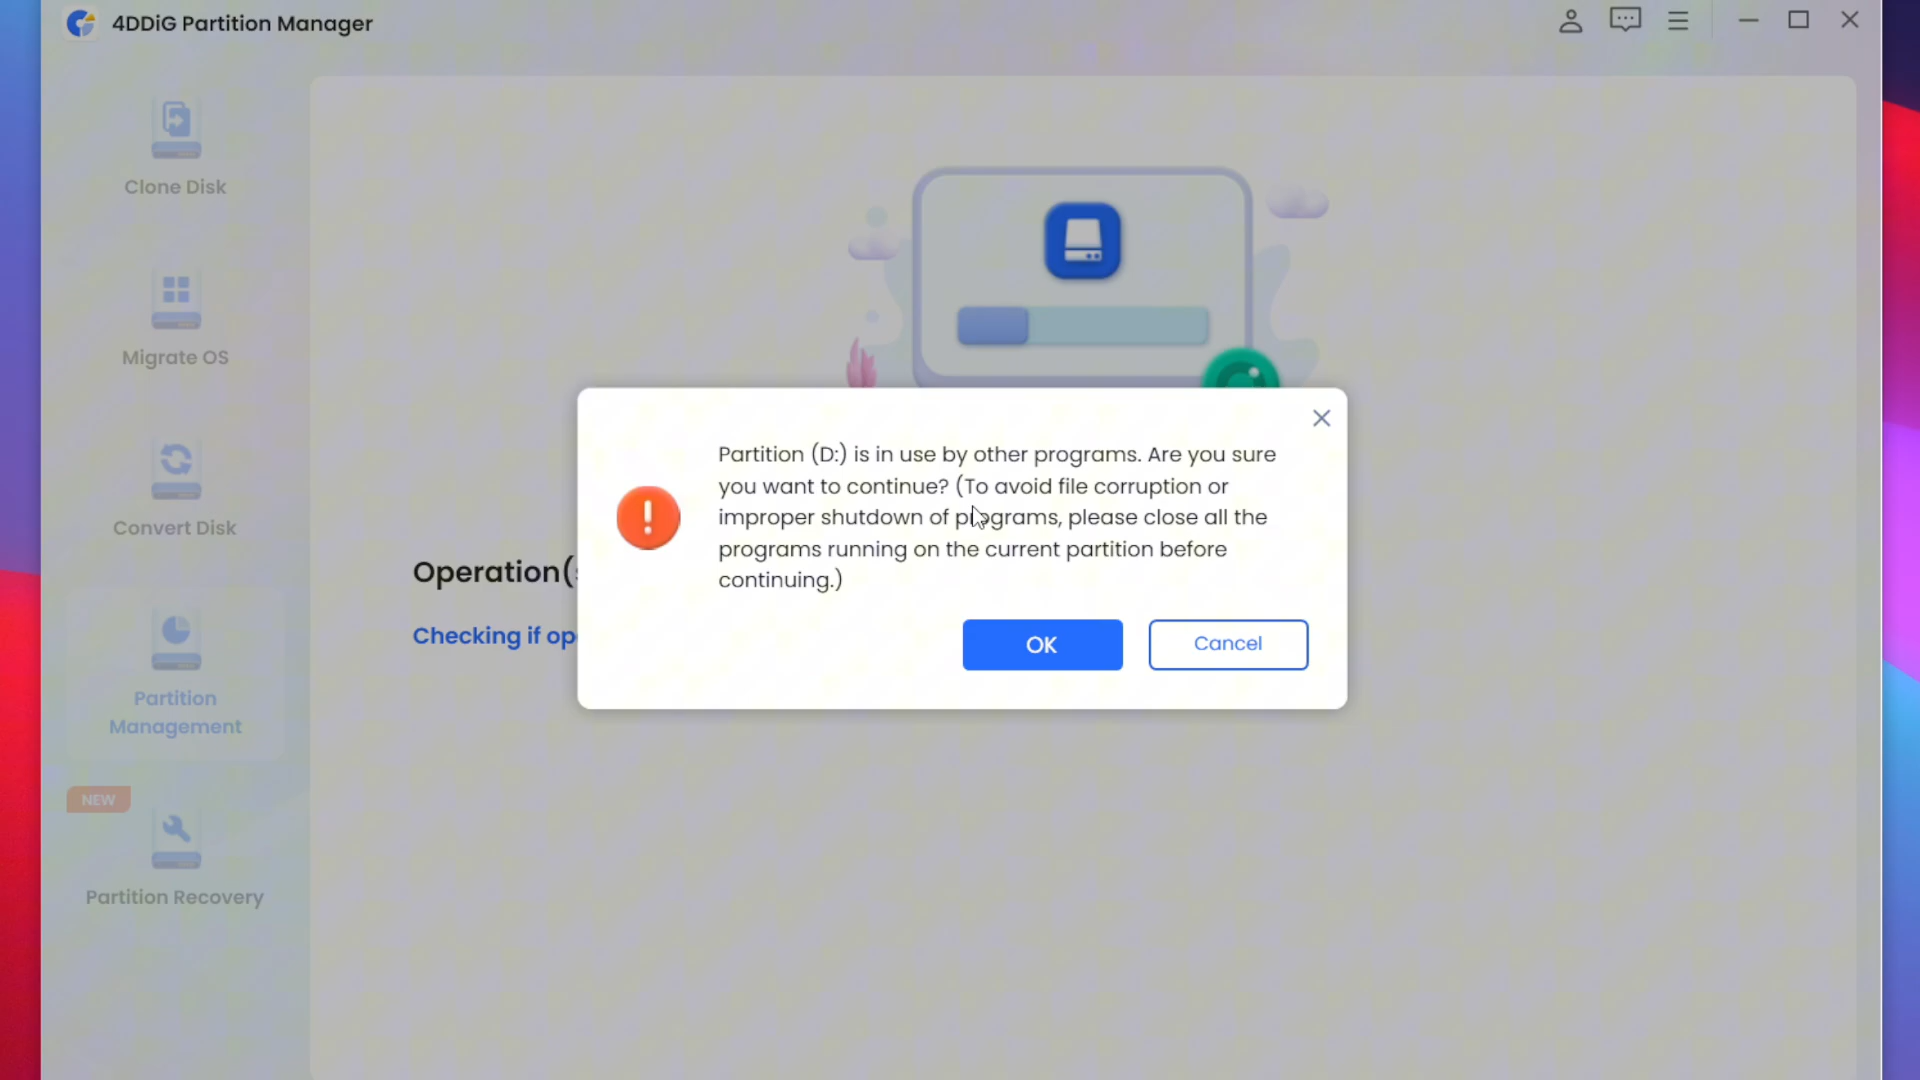 4DDiG Partition Manager
Clone Disk
Migrate OS
Convert Disk
Partition
Management
NEW
Partition Recovery
Operation(
Checking if op
Partition (D:) is in use by other programs. Are you sure
you want to continue? (To avoid file corruption or
improper shutdown of programs, please close all the
programs running on the current partition before
continuing.)
OK
Cancel